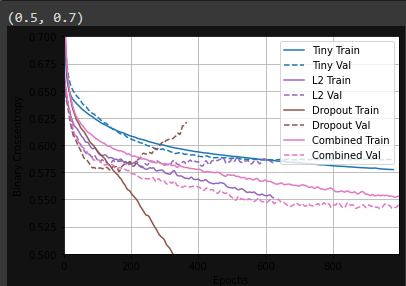 (0.5, 0.7)
0.700
Tiny Train
Tiny Val
L2 Train
L2 Val
Dropout Train
Dropout Val
Combined Train
Combined Val
0.675
0.650
0.625
0.600
0.575
0.550
0.525
0.500
Binary Crossentropy
0 200 400 600 800
Epochs